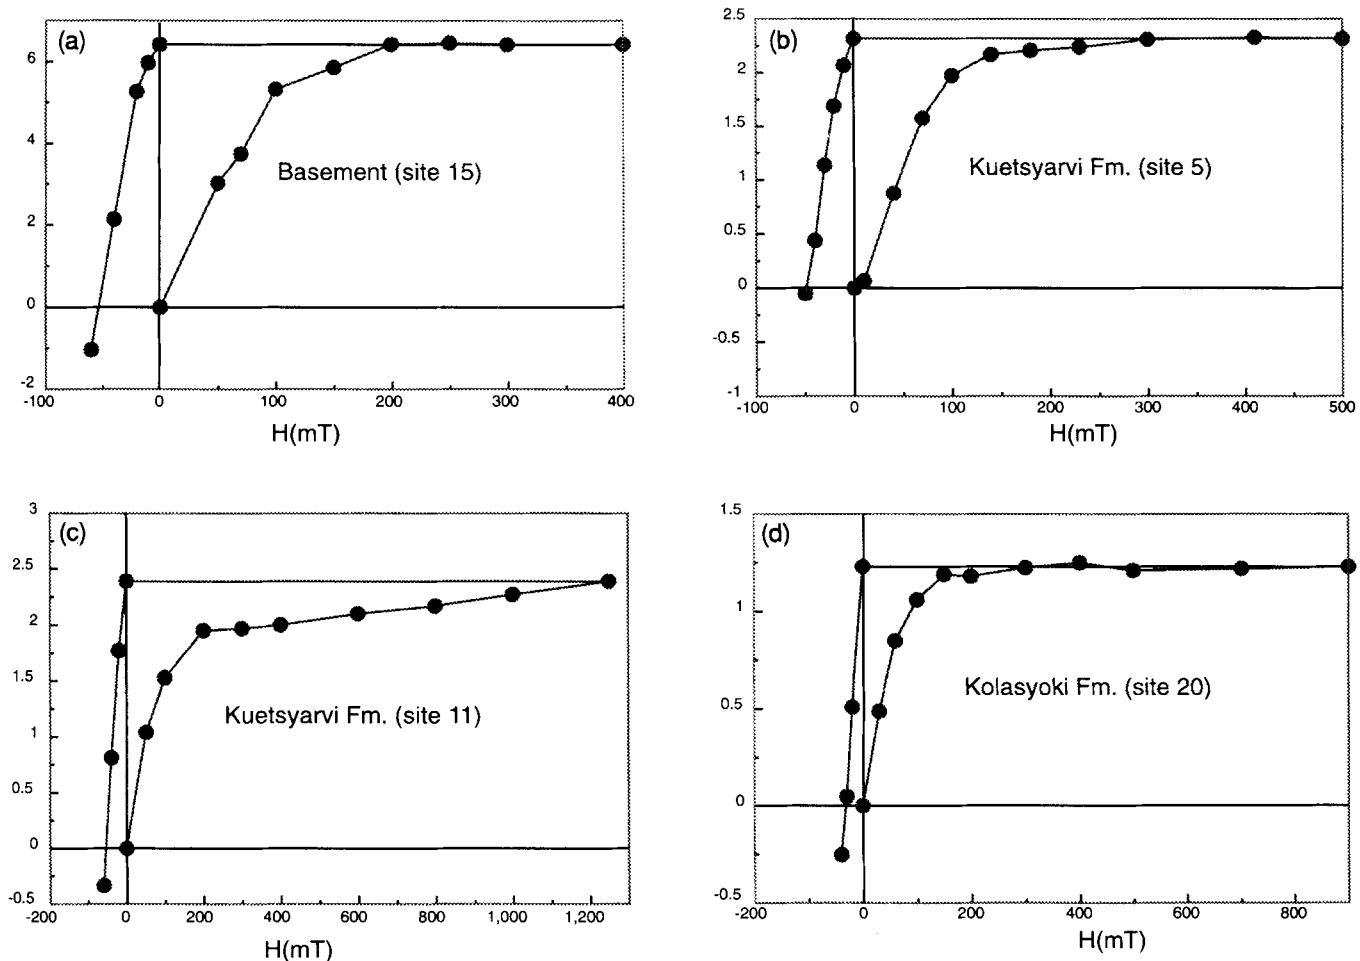 (a)
6
4
2
0
-2
Basement (site 15)
-100 0 100 200 300 400
H(mT)
(b)
2.5
2
1.5
1
0.5
0
-0.5
-1
Kuetsyarvi Fm. (site 5)
-100 0 100 200 300 400 500
H(mT)
(c)
3
2.5
2
1.5
1
0.5
0
-0.5
Kuetsyarvi Fm. (site 11)
-200 0 200 400 600 800 1,000 1,200
H(mT)
(d)
1.5
1
0.5
0
-0.5
Kolasyoki Fm. (site 20)
-200 0 200 400 600 800
H(mT)